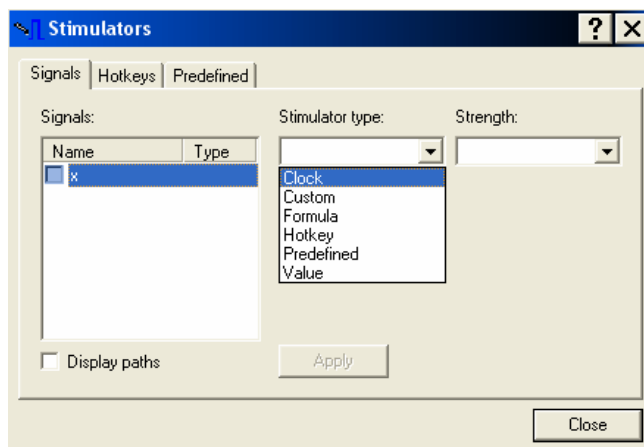 Stimulators
Signals Hotkeys Predefined
Signals: Stimulator type: Strength:
Name Type
x
Clock
Custom
Formula
Hotkey
Predefined
Value
Display paths Apply
Close